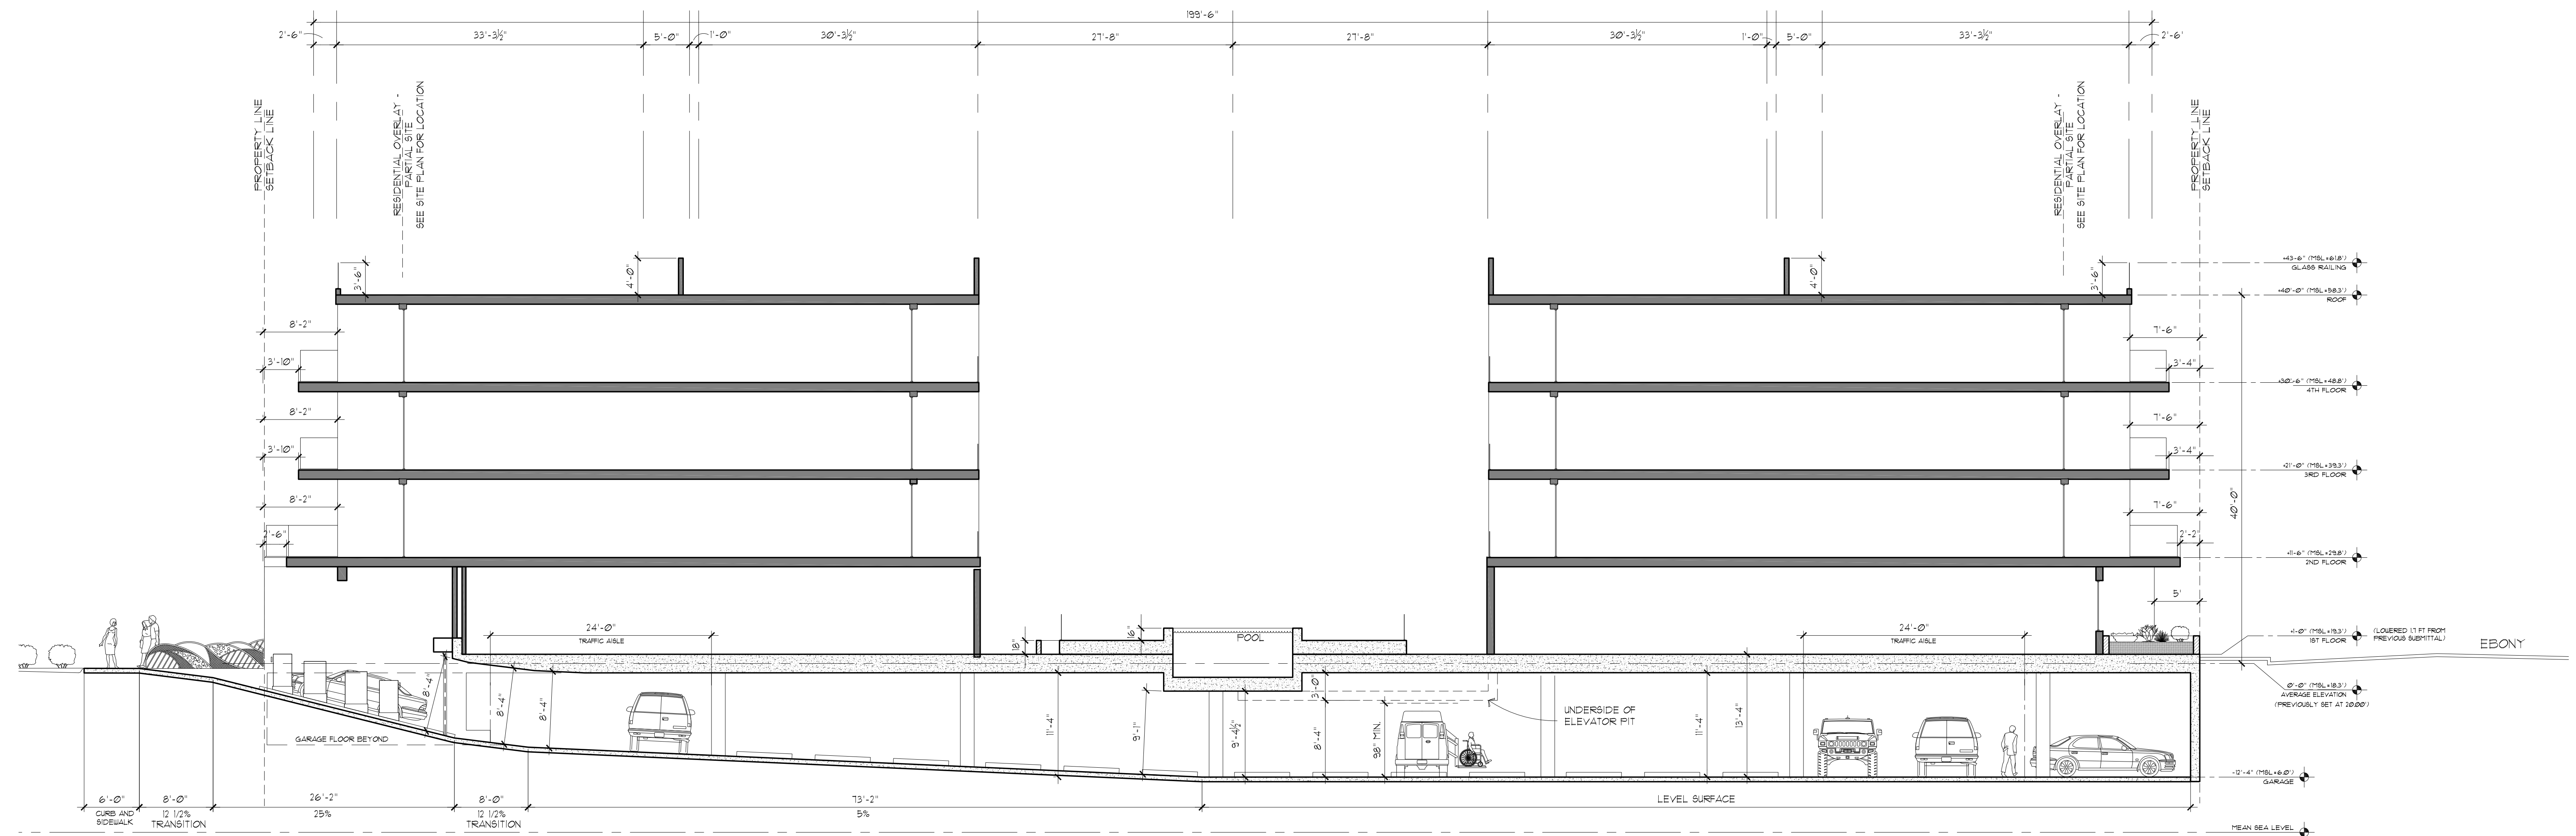 199'-6"
2'-6"
33'-3½"
5'-0"
1'-0"
30'-3½"
27'-8"
27'-8"
30'-3½"
1'-0"
5'-0"
33'-3½"
2'-6'
PROPERTY LINE
SETBACK LINE
RESIDENTIAL OVERLAY -
PARTIAL SITE
SEE SITE PLAN FOR LOCATION
RESIDENTIAL OVERLAY -
PARTIAL SITE
SEE SITE PLAN FOR LOCATION
PROPERTY LINE
SETBACK LINE
3'-6"
4'-0"
4'-0"
3'-6"
+43'-6" (MSL+61.8')
GLASS RAILING
+40'-0" (MSL+58.3')
ROOF
8'-2"
7'-6"
3'-10"
3'-4"
+30'-6" (MSL+48.8')
4TH FLOOR
8'-2"
7'-6"
3'-10"
3'-4"
+21'-0" (MSL+39.3')
3RD FLOOR
40'-0"
8'-2"
7'-6"
2'-6"
2'-2"
+11'-6" (MSL+29.8')
2ND FLOOR
5'
24'-0"
TRAFFIC AISLE
18"
16"
POOL
24'-0"
TRAFFIC AISLE
+1'-0" (MSL+19.3')
1ST FLOOR
(LOWERED 1.7 FT FROM
PREVIOUS SUBMITTAL)
EBONY
0'-0" (MSL+18.3')
AVERAGE ELEVATION
(PREVIOUSLY SET AT 20.00')
8'-4"
8'-4"
8'-4"
11'-4"
9'-1"
9'-4½"
3'-0"
8'-4"
98" MIN.
UNDERSIDE OF
ELEVATOR PIT
11'-4"
13'-4"
GARAGE FLOOR BEYOND
-12'-4" (MSL+6.0')
GARAGE
6'-0"
CURB AND
SIDEWALK
8'-0"
12 1/2%
TRANSITION
26'-2"
25%
8'-0"
12 1/2%
TRANSITION
73'-2"
5%
LEVEL SURFACE
MEAN SEA LEVEL